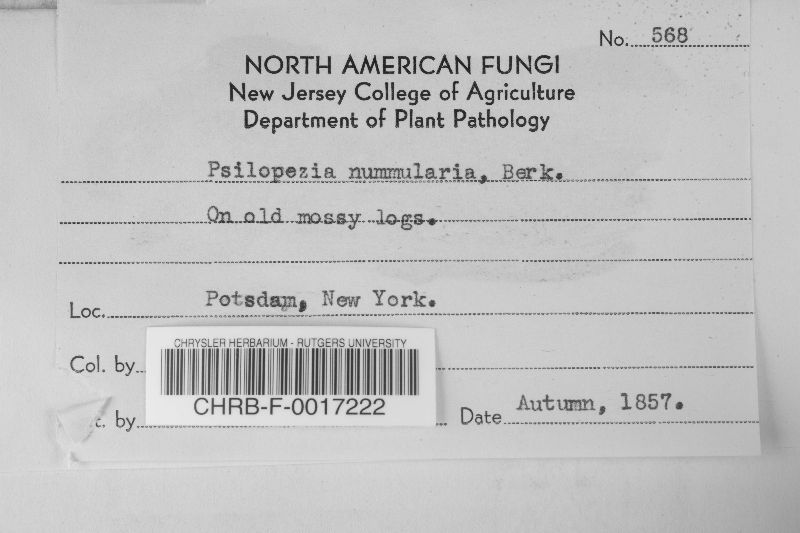 No. 568
NORTH AMERICAN FUNGI
New Jersey College of Agriculture
Department of Plant Pathology
Psilopezia nummularia, Berk.
On old mossy logs.
Loc. Potsdam, New York.
Col. by
CHRYSLER HERBARIUM - RUTGERS UNIVERSITY
CHRB-F-0017222
t. by
Date Autumn, 1857.